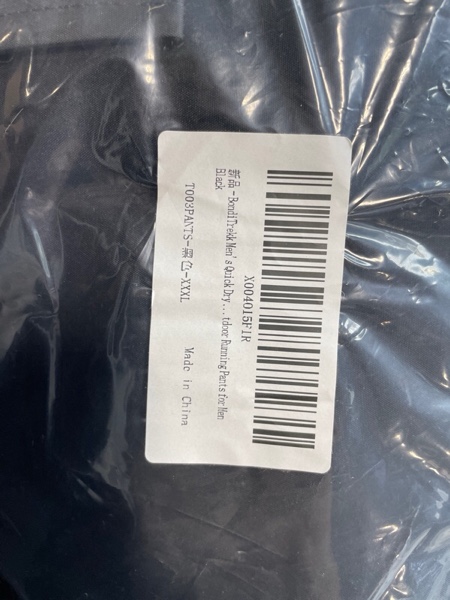 X004015F1R
新品 - BondiTrekk Men's Quick Dry...tdoor Running Pants for Men
Black
T003PANTS-黑色-XXXL
Made in China